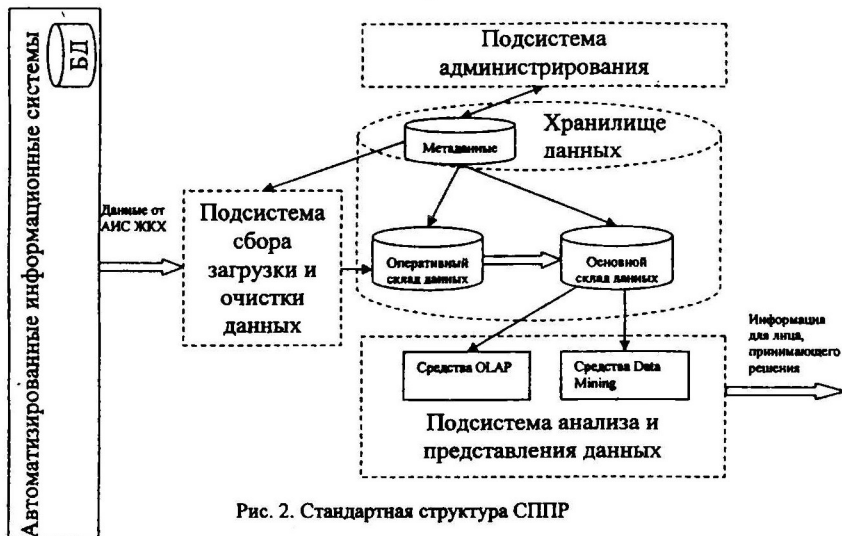 Автоматизированные информационные системы
БД
Подсистема
администрирования
Хранилище
данных
Метаданные
Данные от
АИС ЖКХ
Подсистема
сбора
загрузки и
очистки
данных
Оперативный
склад данных
Основной
склад данных
Информация
для лица,
принимающего
решения
Средства OLAP
Средства Data
Mining
Подсистема анализа и
представления данных
Рис. 2. Стандартная структура СППР